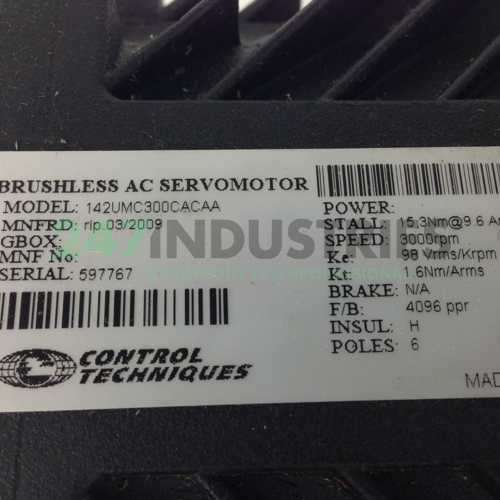 BRUSHLESS AC SERVOMOTOR
MODEL: 142UMC300CACAA
MNFRD: rlp 03/2009
GBOX:
MNF No:
SERIAL: 597767
CONTROL
TECHNIQUES
POWER:
STALL: 15.3Nm@9.6
SPEED: 3000rpm
Ke: 98 Vrms/Krpm
Kt: 1.6Nm/Arms
BRAKE: N/A
F/B: 4096 ppr
INSUL: H
POLES: 6
247INDUSTRIES